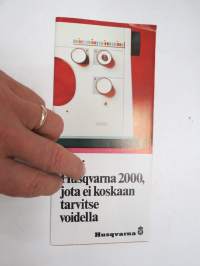 Husqvarna 2000,
jota ei koskaan
tarvitse
voidella
Husqvarna